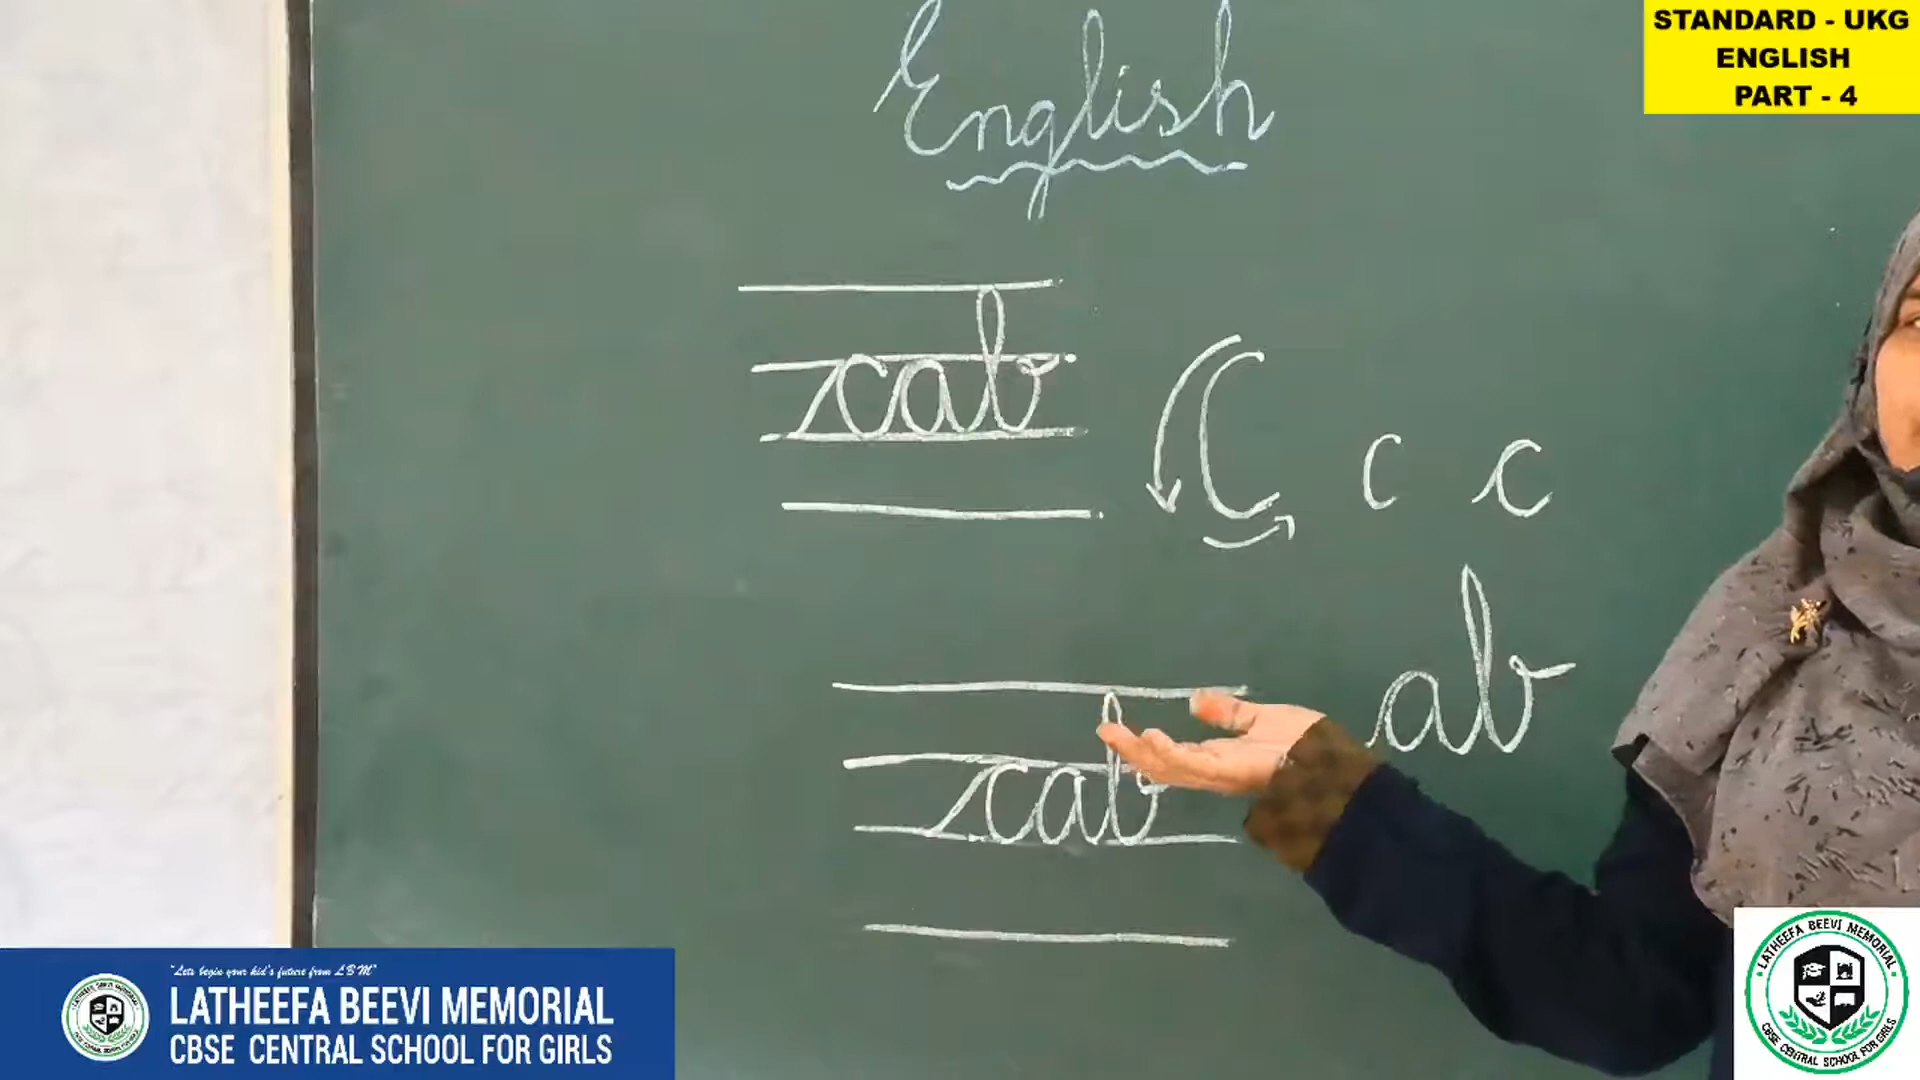 STANDARD - UKG
ENGLISH
PART - 4
English
cab
C c c
ab
cab
"Lets begin your kid's future from LBM"
LATHEEFA BEEVI MEMORIAL
CBSE CENTRAL SCHOOL FOR GIRLS
LATHEEFA BEEVI MEMORIAL
CBSE CENTRAL SCHOOL FOR GIRLS